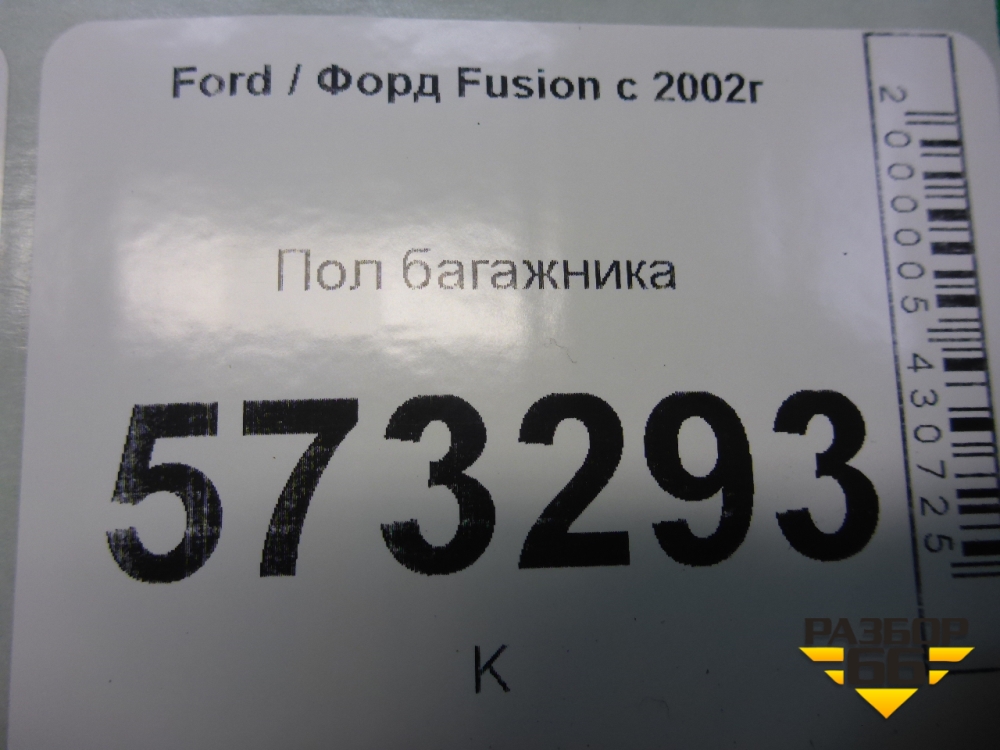 Ford / Форд Fusion с 2002г
Пол багажника
573293
К
2000005430725
РАЗБОР
66